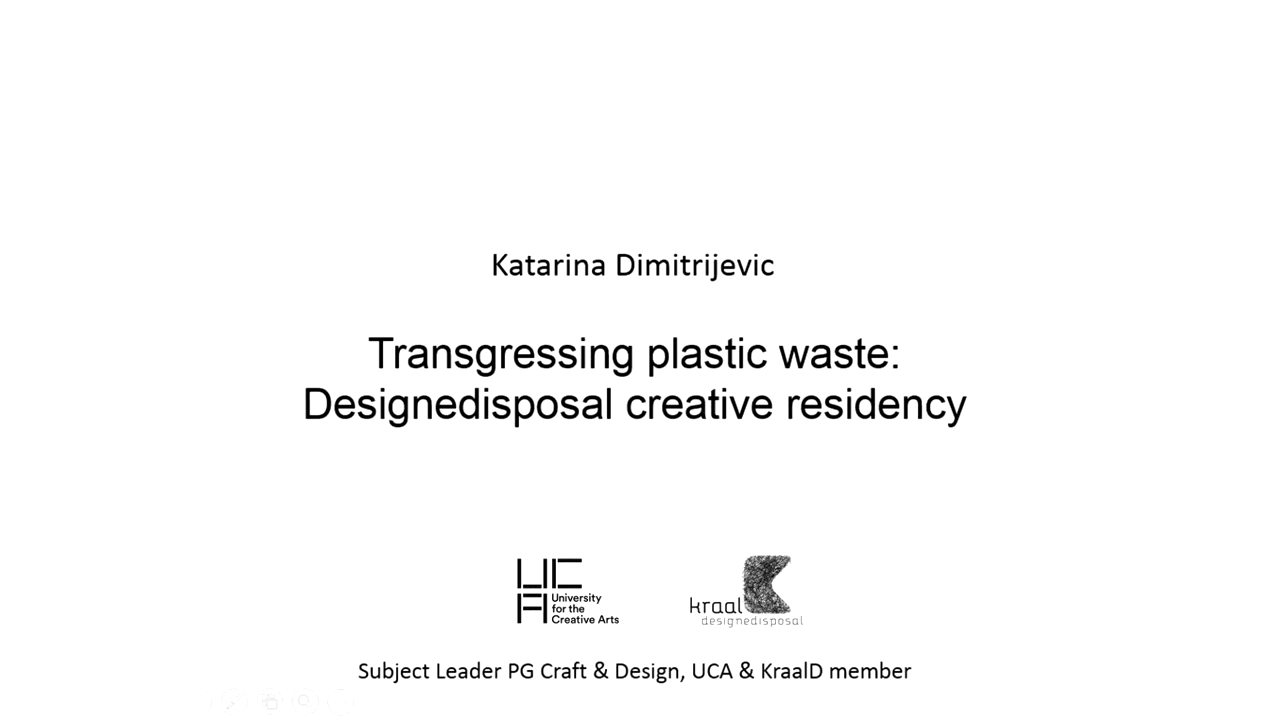 Katarina Dimitrijevic
Transgressing plastic waste:
Designedisposal creative residency
UCA
University
for the
Creative Arts
kraal
designedisposal
Subject Leader PG Craft & Design, UCA & KraalD member